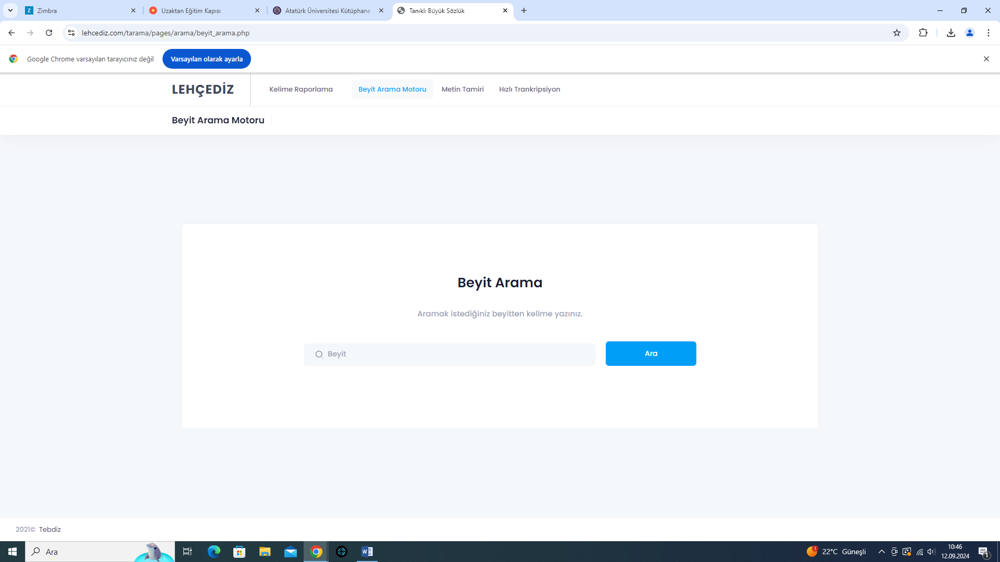 Zimbra
Uzaktan Eğitim Kapısı
Atatürk Üniversitesi Kütüphane
Tanıklı Büyük Sözlük
lehcediz.com/tarama/pages/arama/beyit_arama.php
Google Chrome varsayılan tarayıcınız değil
Varsayılan olarak ayarla
LEHÇEDİZ
Kelime Raporlama
Beyit Arama Motoru
Metin Tamiri
Hızlı Trankripsiyon
Beyit Arama Motoru
Beyit Arama
Aramak istediğiniz beyitten kelime yazınız.
Beyit
Ara
2021© Tebdiz
Ara
22°C Güneşli
10:46
12.09.2024
1